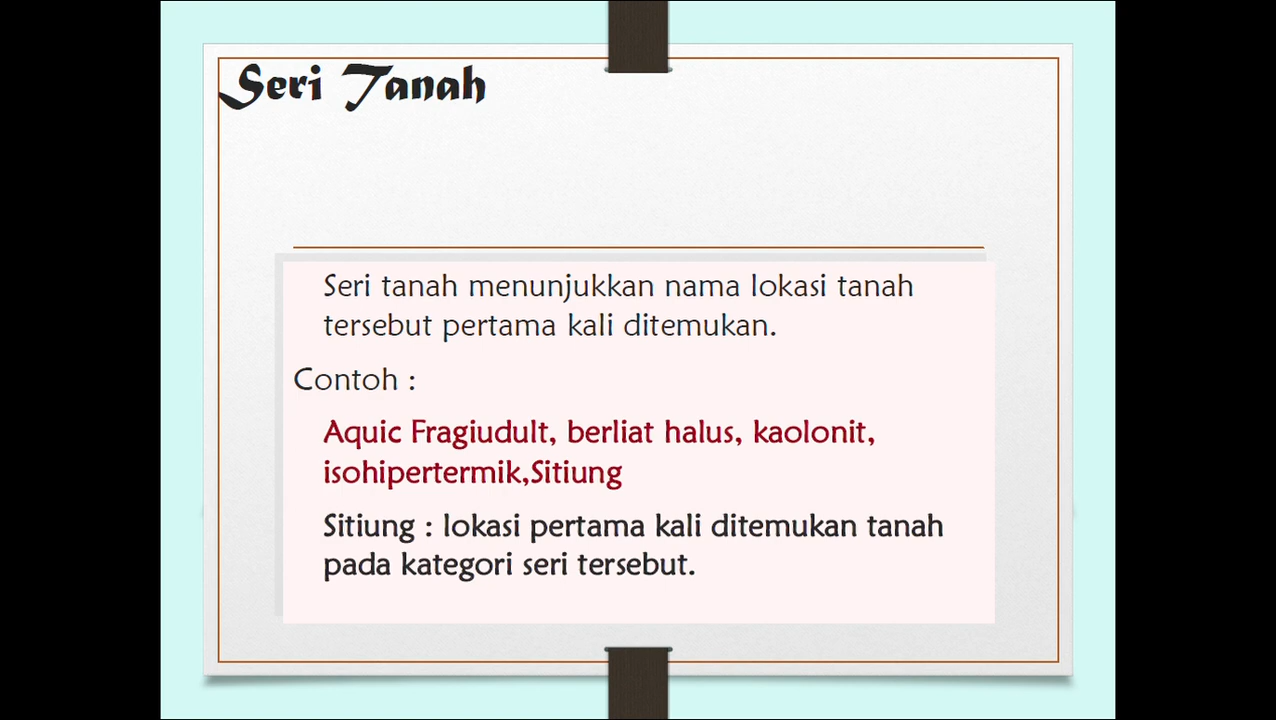 Seri Tanah
Seri tanah menunjukkan nama lokasi tanah
tersebut pertama kali ditemukan.
Contoh :
Aquic Fragiudult, berliat halus, kaolonit,
isohipertermik,Sitiung
Sitiung : lokasi pertama kali ditemukan tanah
pada kategori seri tersebut.